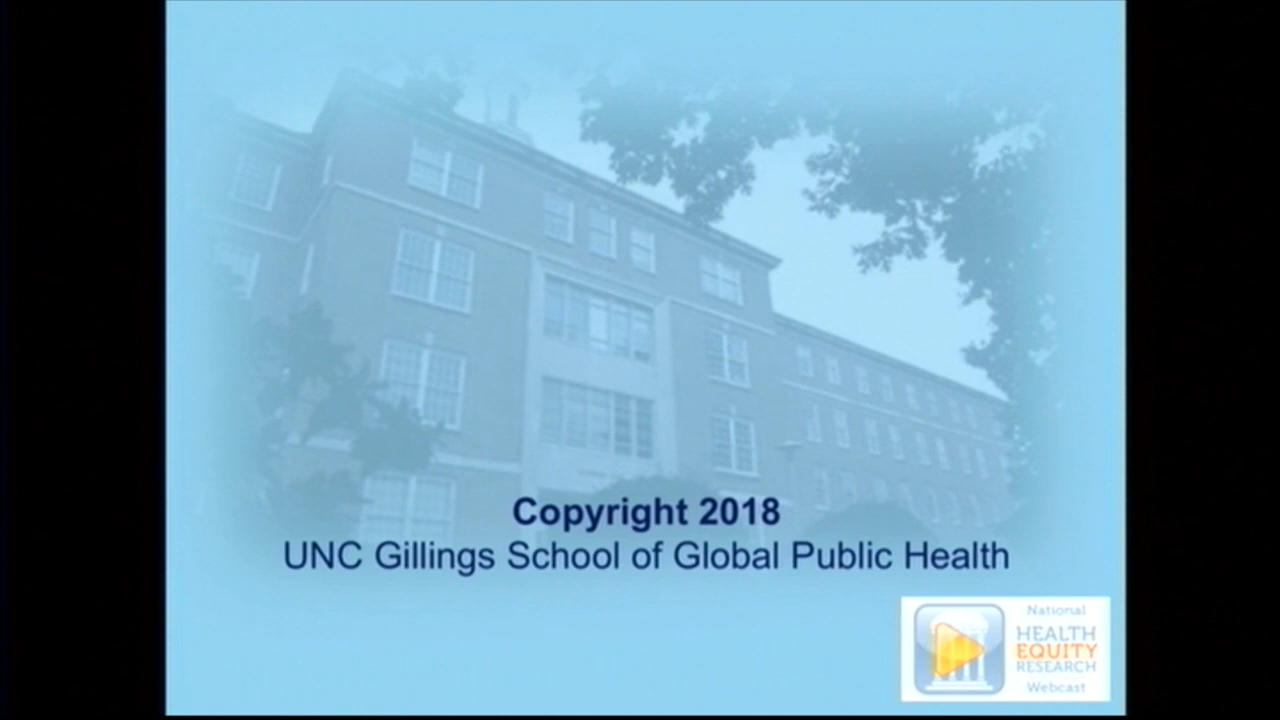 Copyright 2018
UNC Gillings School of Global Public Health
National
HEALTH
EQUITY
RESEARCH
Webcast